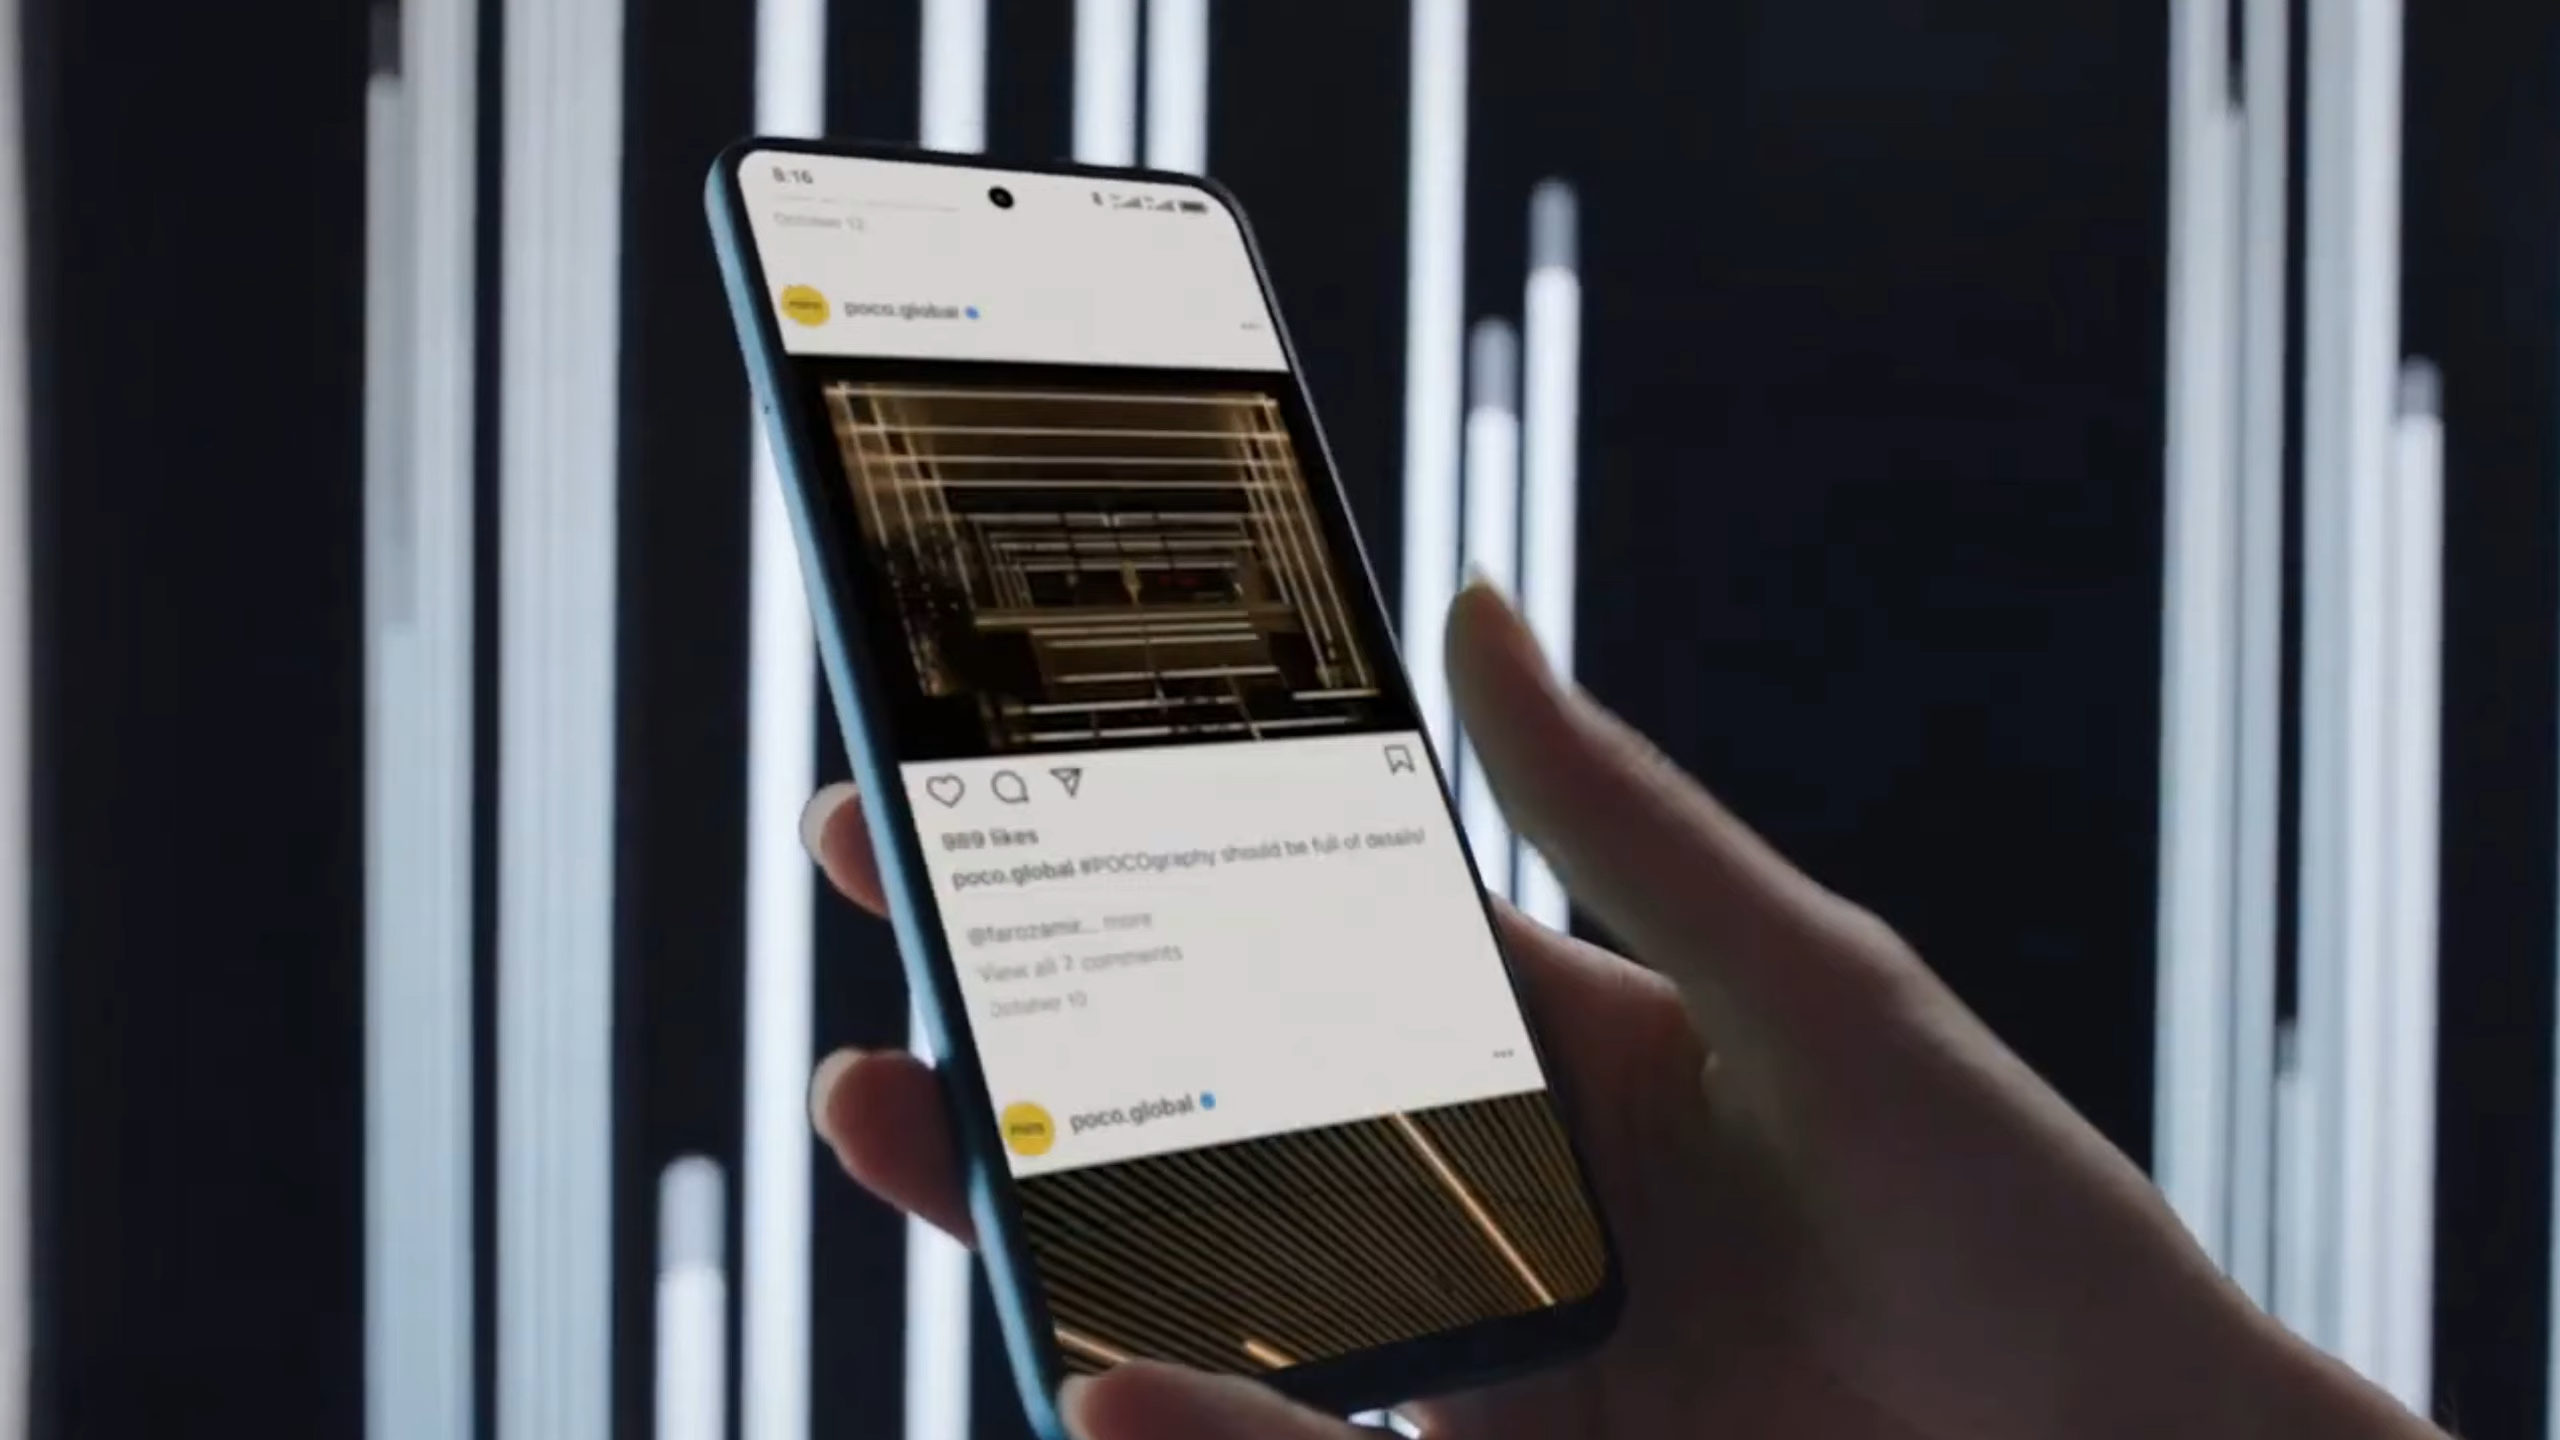 8:16
October 12
poco.global
989 likes
poco.global #POCOgraphy should be full of details!
@farozamir_ more
View all 7 comments
October 10
poco.global